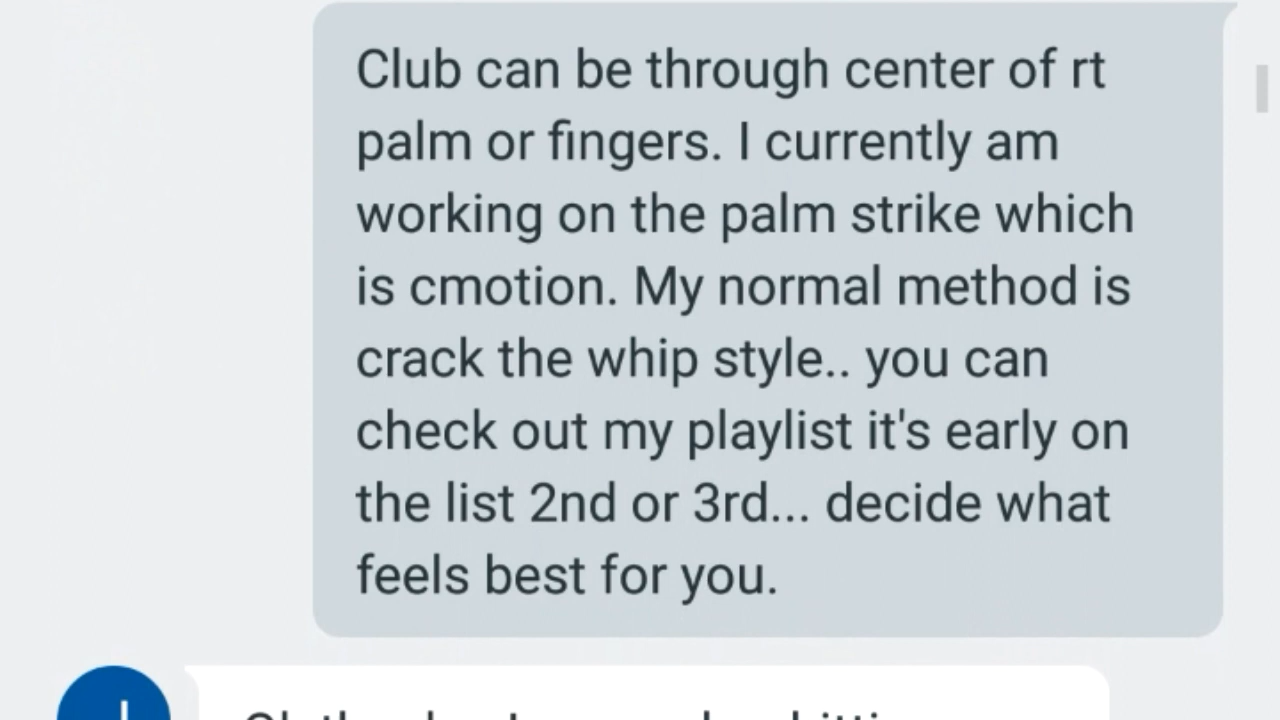 Club can be through center of rt
palm or fingers. I currently am
working on the palm strike which
is cmotion. My normal method is
crack the whip style.. you can
check out my playlist it's early on
the list 2nd or 3rd... decide what
feels best for you.